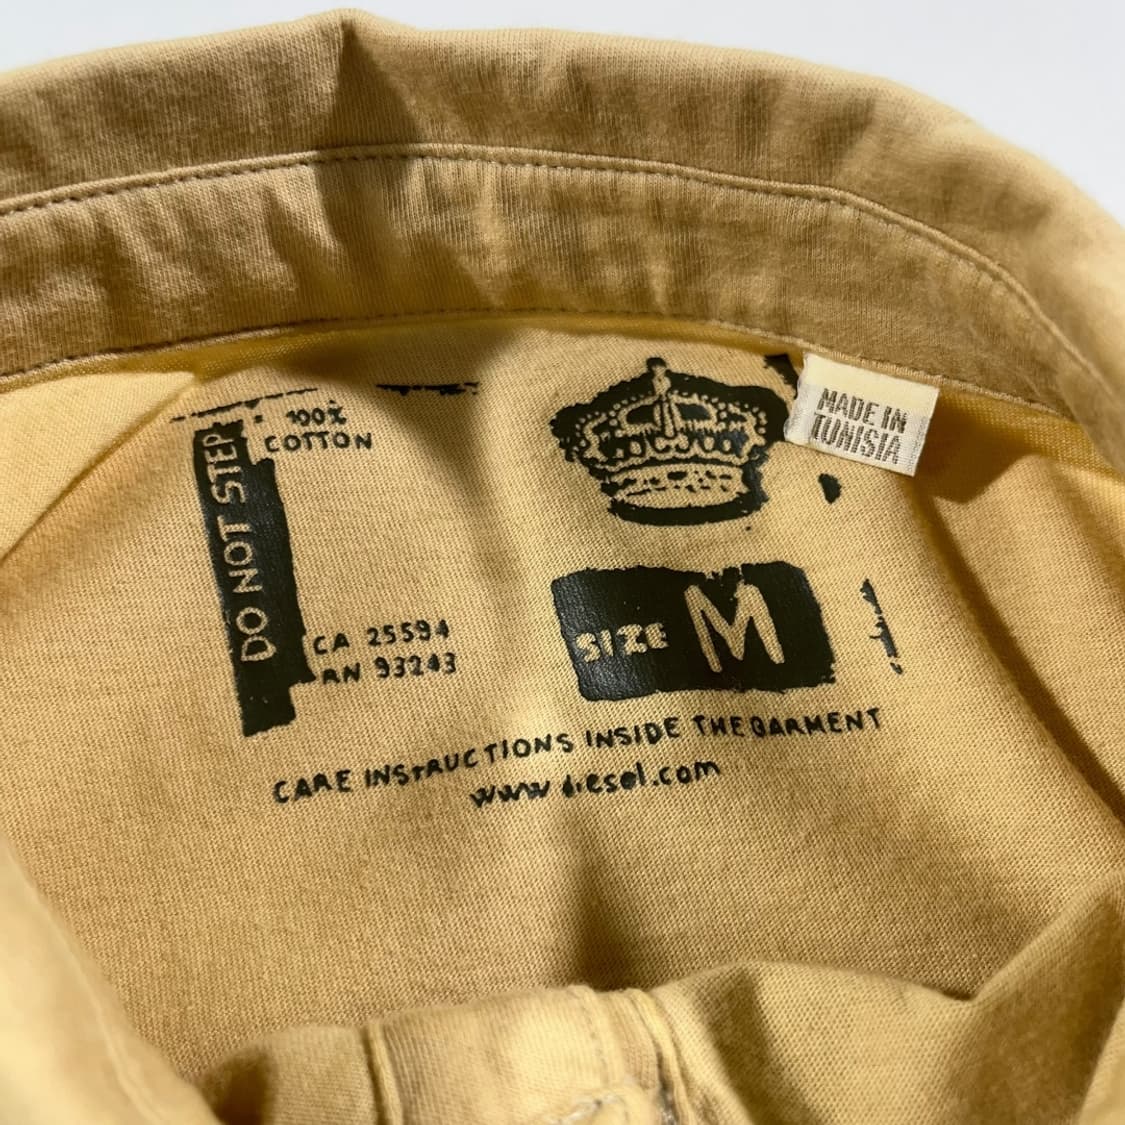 100%
COTTON
DO NOT STEP
MADE IN
TUNISIA
CA 25594
RN 93243
SIZE M
CARE INSTRUCTIONS INSIDE THE GARMENT
www.diesel.com